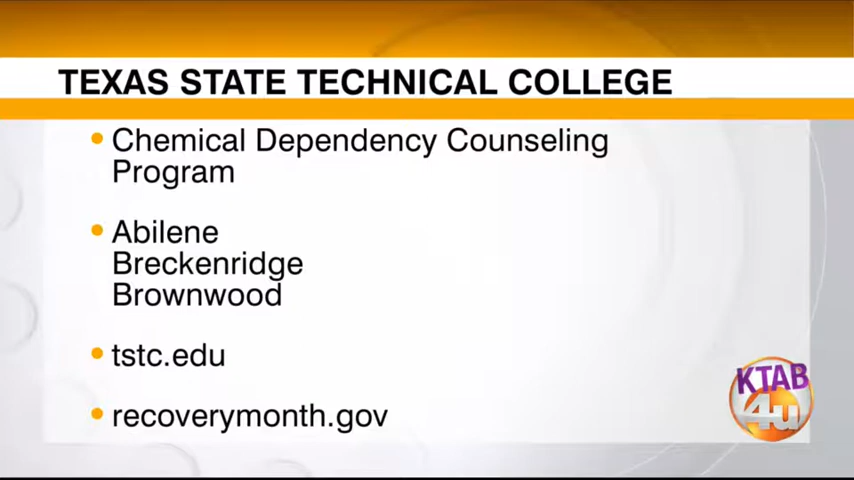 TEXAS STATE TECHNICAL COLLEGE
Chemical Dependency Counseling
Program
Abilene
Breckenridge
Brownwood
tstc.edu
recoverymonth.gov
KTAB
4u